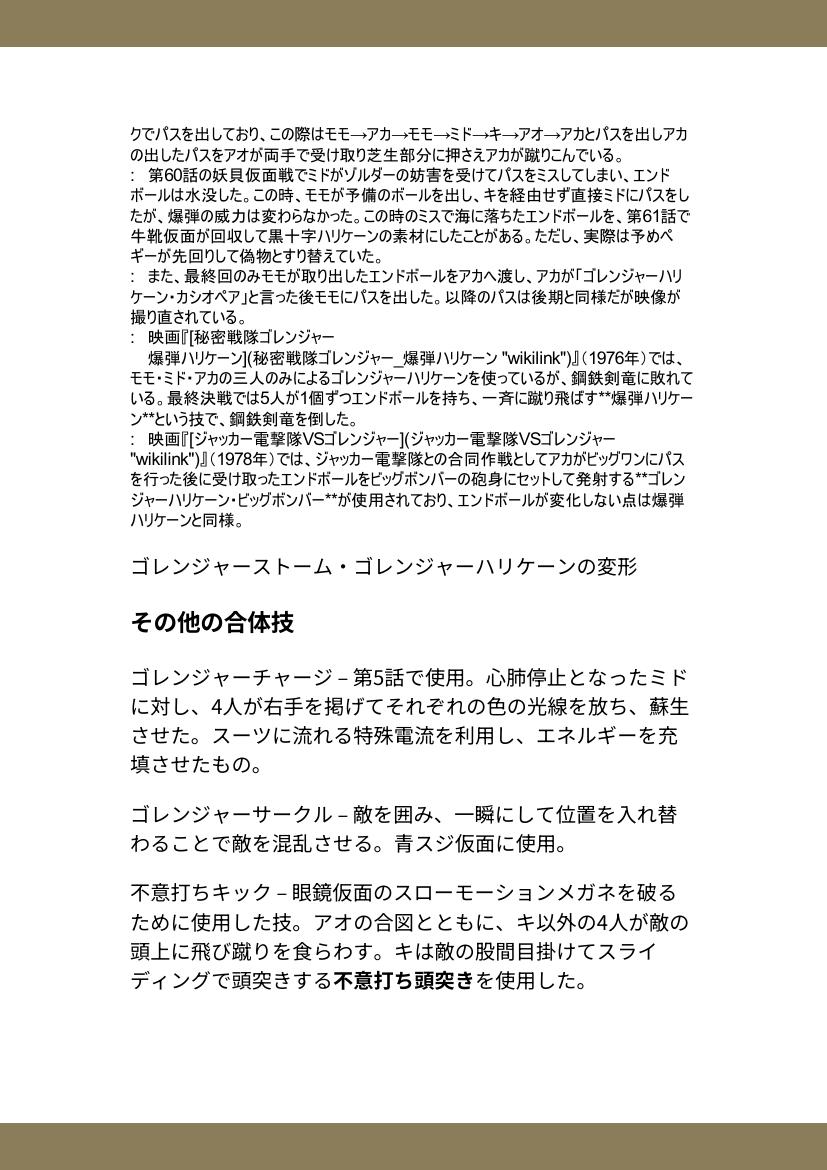 クでパスを出しており、この際はモモ→アカ→モモ→ミド→キ→アオ→アカとパスを出しアカ
の出したパスをアオが両手で受け取り芝生部分に押さえアカが蹴りこんでいる。
:　第60話の妖貝仮面戦でミドがゾルダーの妨害を受けてパスをミスしてしまい、エンド
ボールは水没した。この時、モモが予備のボールを出し、キを経由せず直接ミドにパスをし
たが、爆弾の威力は変わらなかった。この時のミスで海に落ちたエンドボールを、第61話で
牛靴仮面が回収して黒十字ハリケーンの素材にしたことがある。ただし、実際は予めペ
ギーが先回りして偽物とすり替えていた。
:　また、最終回のみモモが取り出したエンドボールをアカへ渡し、アカが「ゴレンジャーハリ
ケーン・カシオペア」と言った後モモにパスを出した。以降のパスは後期と同様だが映像が
撮り直されている。
:　映画『[秘密戦隊ゴレンジャー
爆弾ハリケーン](秘密戦隊ゴレンジャー_爆弾ハリケーン "wikilink")』（1976年）では、
モモ・ミド・アカの三人のみによるゴレンジャーハリケーンを使っているが、鋼鉄剣竜に敗れて
いる。最終決戦では5人が1個ずつエンドボールを持ち、一斉に蹴り飛ばす**爆弾ハリケー
ン**という技で、鋼鉄剣竜を倒した。
:　映画『[ジャッカー電撃隊VSゴレンジャー](ジャッカー電撃隊VSゴレンジャー
"wikilink")』（1978年）では、ジャッカー電撃隊との合同作戦としてアカがビッグワンにパス
を行った後に受け取ったエンドボールをビッグボンバーの砲身にセットして発射する**ゴレン
ジャーハリケーン・ビッグボンバー**が使用されており、エンドボールが変化しない点は爆弾
ハリケーンと同様。
ゴレンジャーストーム・ゴレンジャーハリケーンの変形
その他の合体技
ゴレンジャーチャージ – 第5話で使用。心肺停止となったミド
に対し、4人が右手を掲げてそれぞれの色の光線を放ち、蘇生
させた。スーツに流れる特殊電流を利用し、エネルギーを充
填させたもの。
ゴレンジャーサークル – 敵を囲み、一瞬にして位置を入れ替
わることで敵を混乱させる。青スジ仮面に使用。
不意打ちキック – 眼鏡仮面のスローモーションメガネを破る
ために使用した技。アオの合図とともに、キ以外の4人が敵の
頭上に飛び蹴りを食らわす。キは敵の股間目掛けてスライ
ディングで頭突きする不意打ち頭突きを使用した。